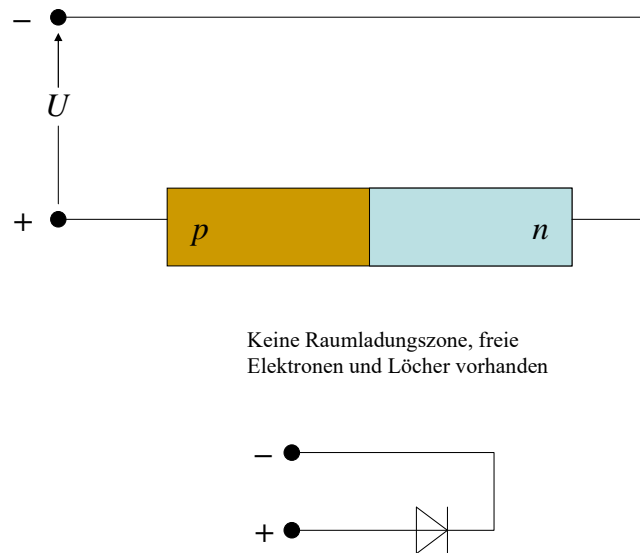 −
U
+
p n
Keine Raumladungszone, freie
Elektronen und Löcher vorhanden
−
+